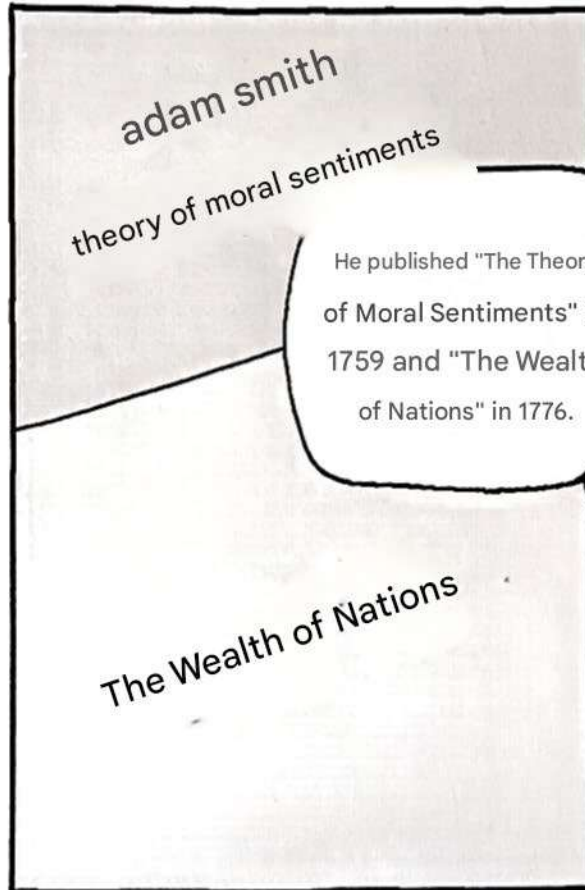 adam smith
theory of moral sentiments
He published "The Theor
of Moral Sentiments"
1759 and "The Wealt
of Nations" in 1776.
The Wealth of Nations